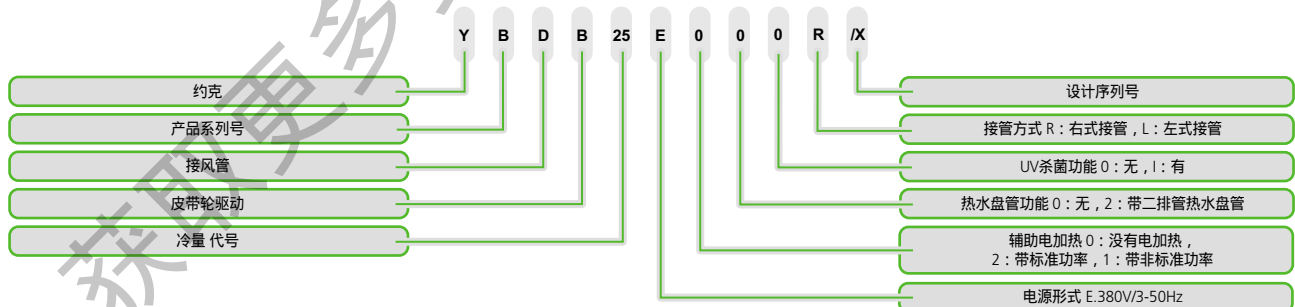 Y B D B 25 E 0 0 0 R /X
约克
产品系列号
接风管
皮带轮驱动
冷量 代号
设计序列号
接管方式 R：右式接管，L：左式接管
UV杀菌功能 0：无，I：有
热水盘管功能 0：无，2：带二排管热水盘管
辅助电加热 0：没有电加热，
2：带标准功率，1：带非标准功率
电源形式 E.380V/3-50Hz
获取更多